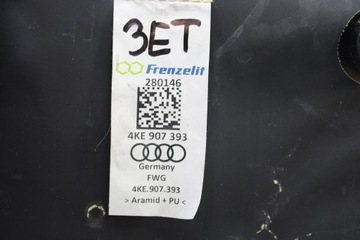 3ET
Frenzelit
280146
4KE 907 393
Germany
FWG
4KE.907.393
> Aramid + PU <